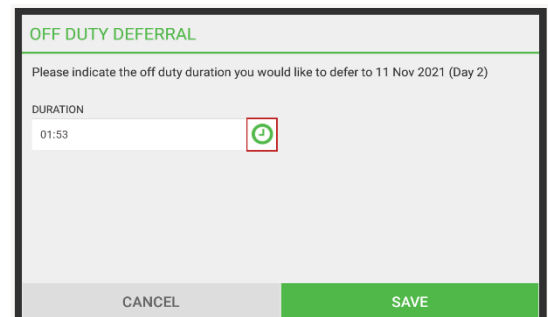 OFF DUTY DEFERRAL
Please indicate the off duty duration you would like to defer to 11 Nov 2021 (Day 2)
DURATION
01:53
CANCEL
SAVE